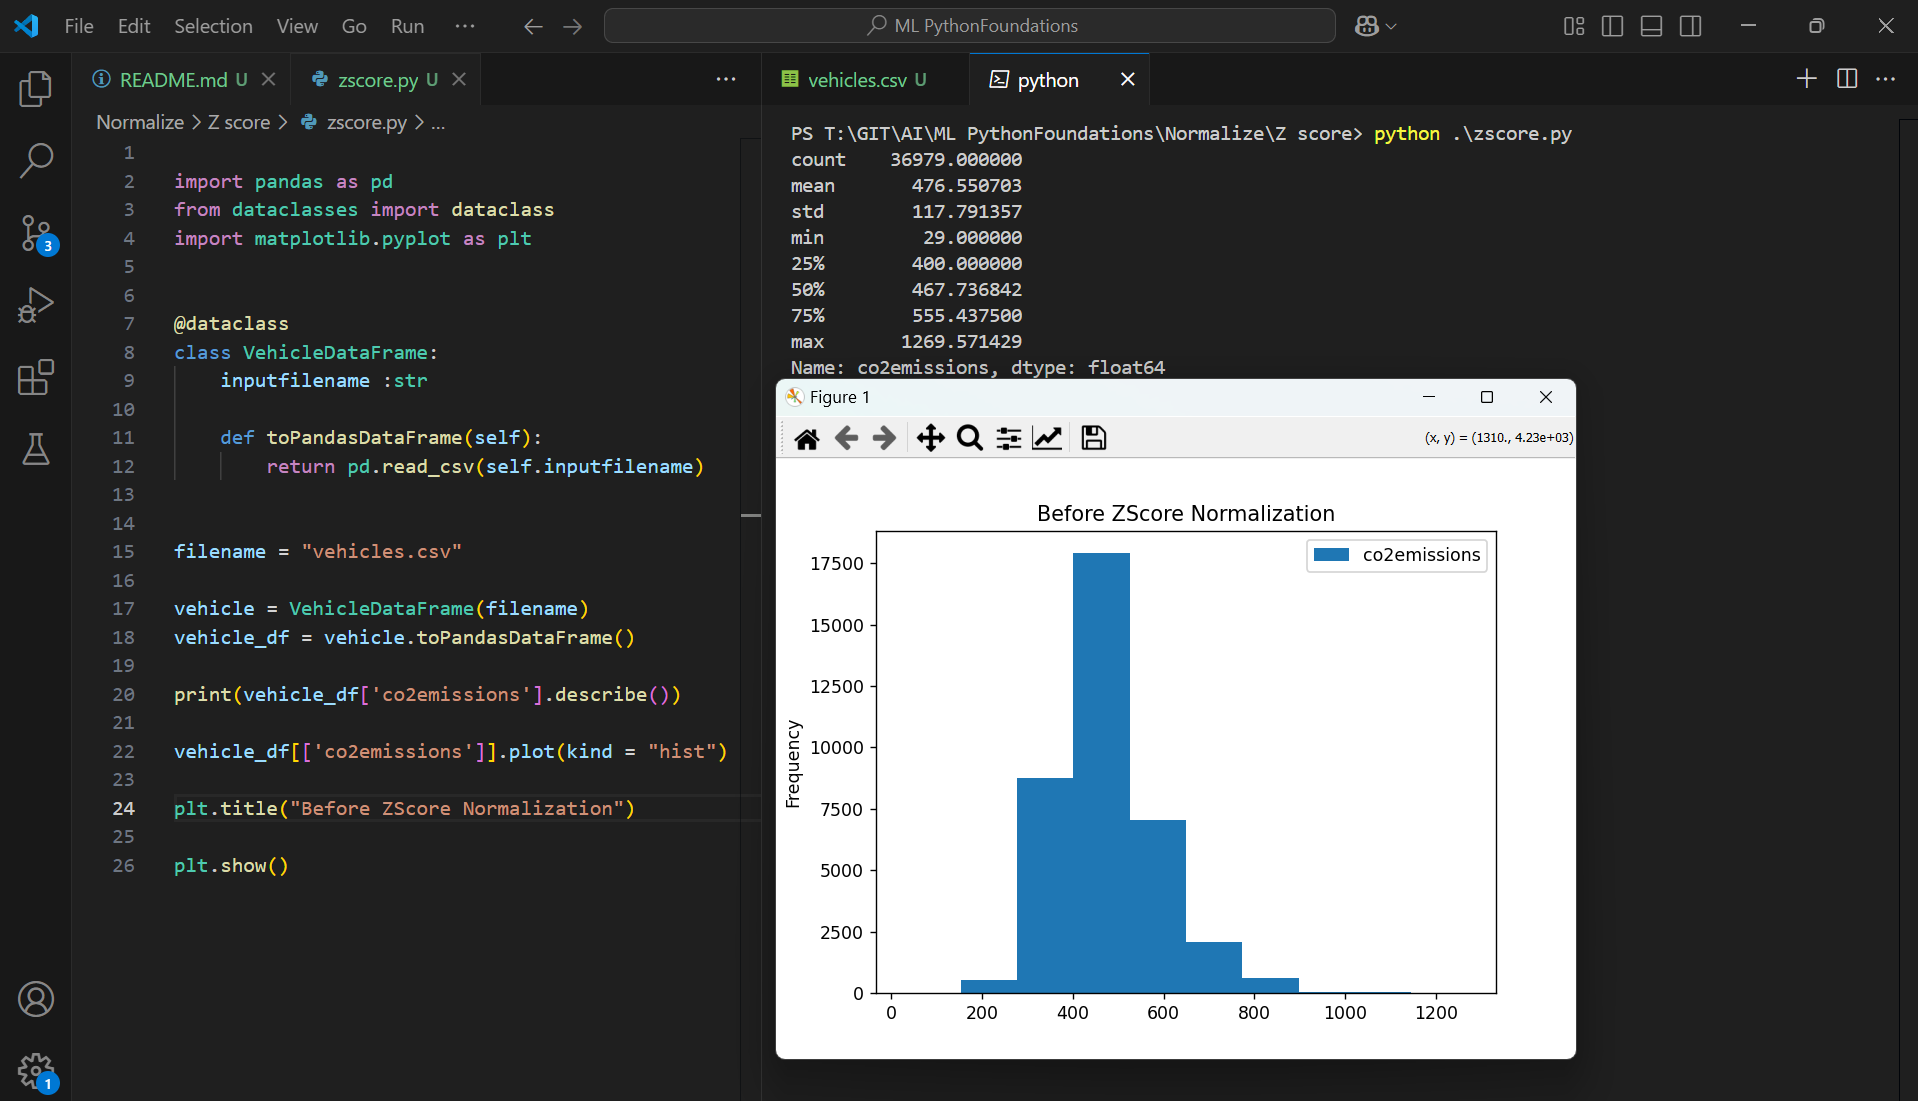 File Edit Selection View Go Run ···
ML PythonFoundations
README.md U
zscore.py U
Normalize > Z score > zscore.py > ...
1
2 import pandas as pd
3 from dataclasses import dataclass
4 import matplotlib.pyplot as plt
5
6
7 @dataclass
8 class VehicleDataFrame:
9 inputfilename :str
10
11 def toPandasDataFrame(self):
12 return pd.read_csv(self.inputfilename)
13
14
15 filename = "vehicles.csv"
16
17 vehicle = VehicleDataFrame(filename)
18 vehicle_df = vehicle.toPandasDataFrame()
19
20 print(vehicle_df['co2emissions'].describe())
21
22 vehicle_df[['co2emissions']].plot(kind = "hist")
23
24 plt.title("Before ZScore Normalization")
25
26 plt.show()
3
1
vehicles.csv U
python
PS T:\GIT\AI\ML PythonFoundations\Normalize\Z score> python .\zscore.py
count 36979.000000
mean 476.550703
std 117.791357
min 29.000000
25% 400.000000
50% 467.736842
75% 555.437500
max 1269.571429
Name: co2emissions, dtype: float64
Figure 1
(x, y) = (1310., 4.23e+03)
Before ZScore Normalization
co2emissions
Frequency
17500
15000
12500
10000
7500
5000
2500
0
0 200 400 600 800 1000 1200